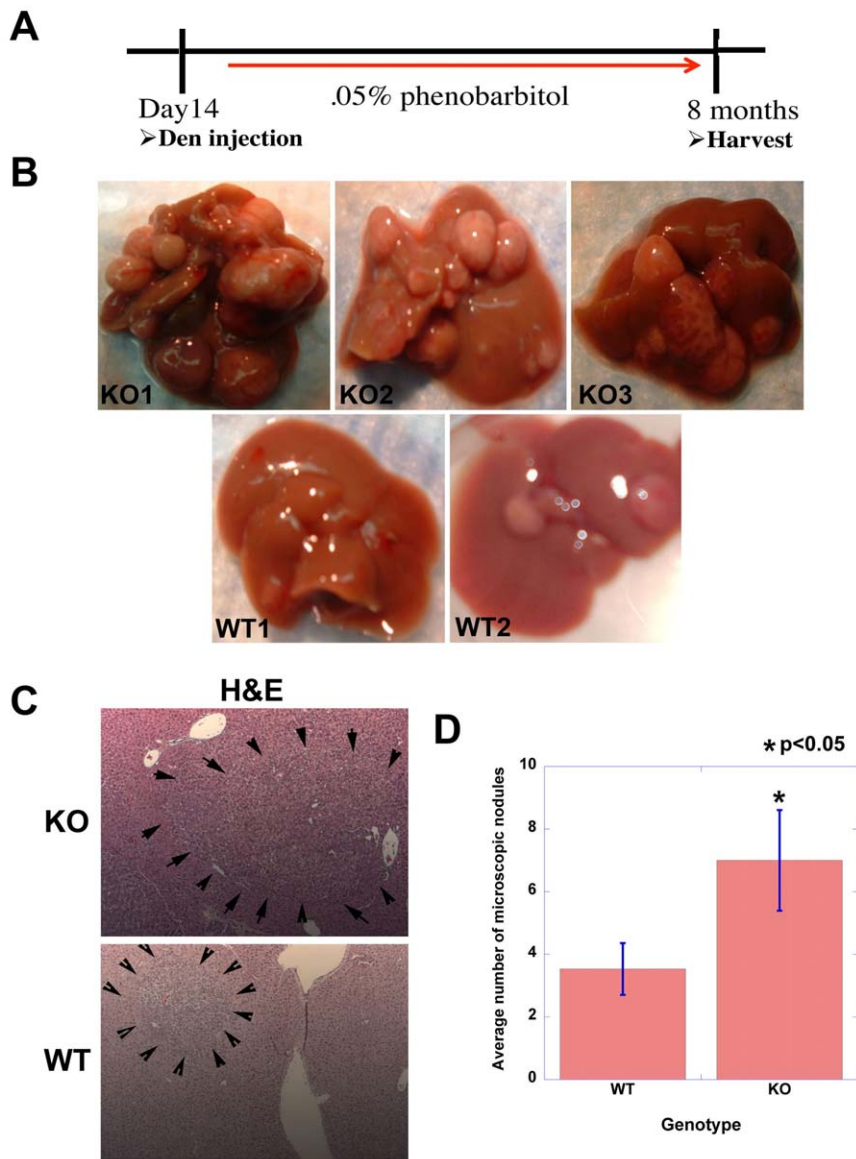 A
.05% phenobarbitol
Day14
➢Den injection
8 months
➢Harvest
B
KO1
KO2
KO3
WT1
WT2
C
H&E
KO
WT
D
* p<0.05
*
Average number of microscopic nodules
10
8
6
4
2
0
WT
KO
Genotype